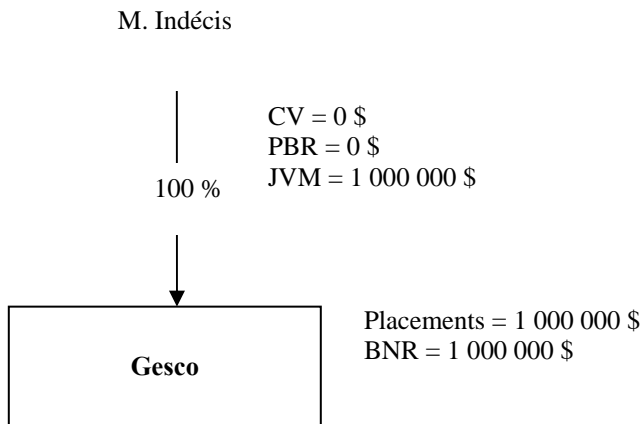 M. Indécis
CV = 0 $
PBR = 0 $
JVM = 1 000 000 $
100 %
Placements = 1 000 000 $
BNR = 1 000 000 $
Gesco